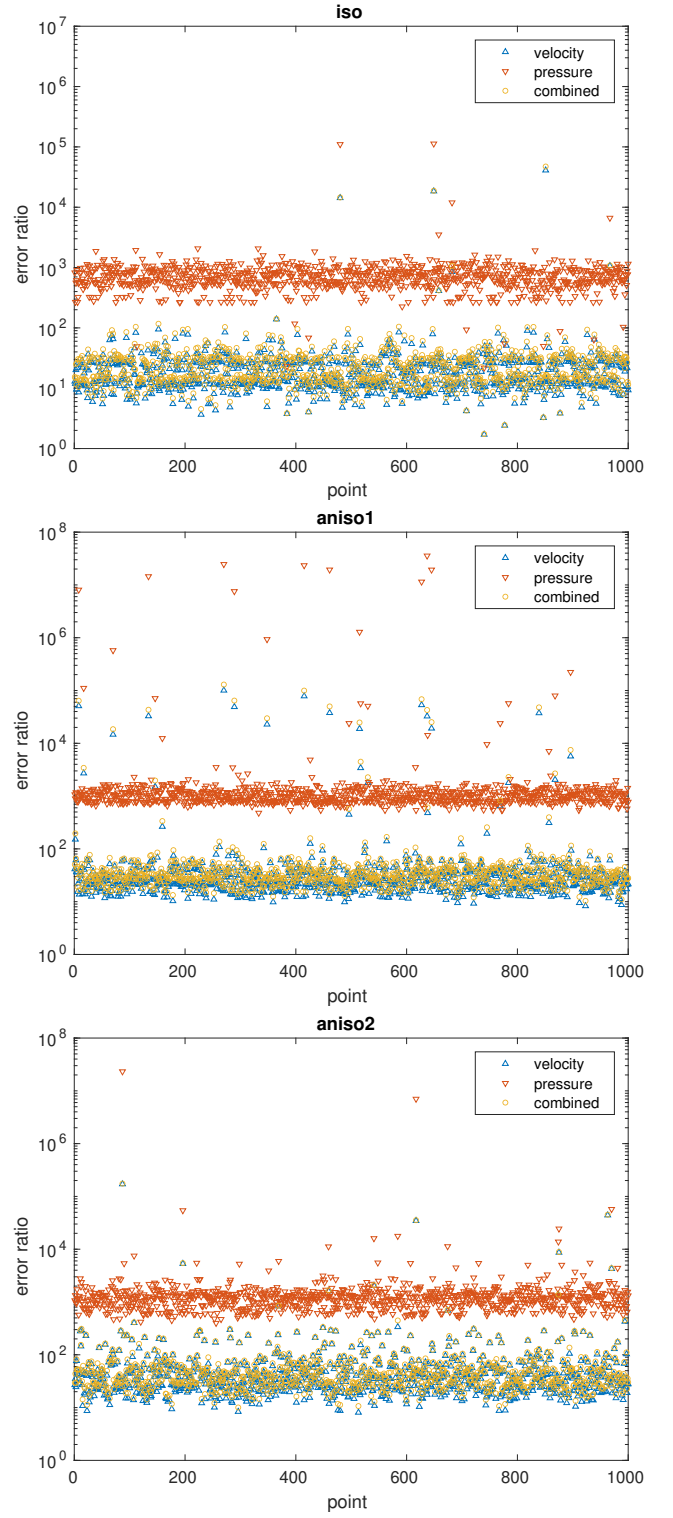 iso
10^7
10^6
10^5
10^4
10^3
10^2
10^1
10^0
error ratio
velocity
pressure
combined
0 200 400 600 800 1000
point
aniso1
10^8
10^6
10^4
10^2
10^0
error ratio
velocity
pressure
combined
0 200 400 600 800 1000
point
aniso2
10^8
10^6
10^4
10^2
10^0
error ratio
velocity
pressure
combined
0 200 400 600 800 1000
point